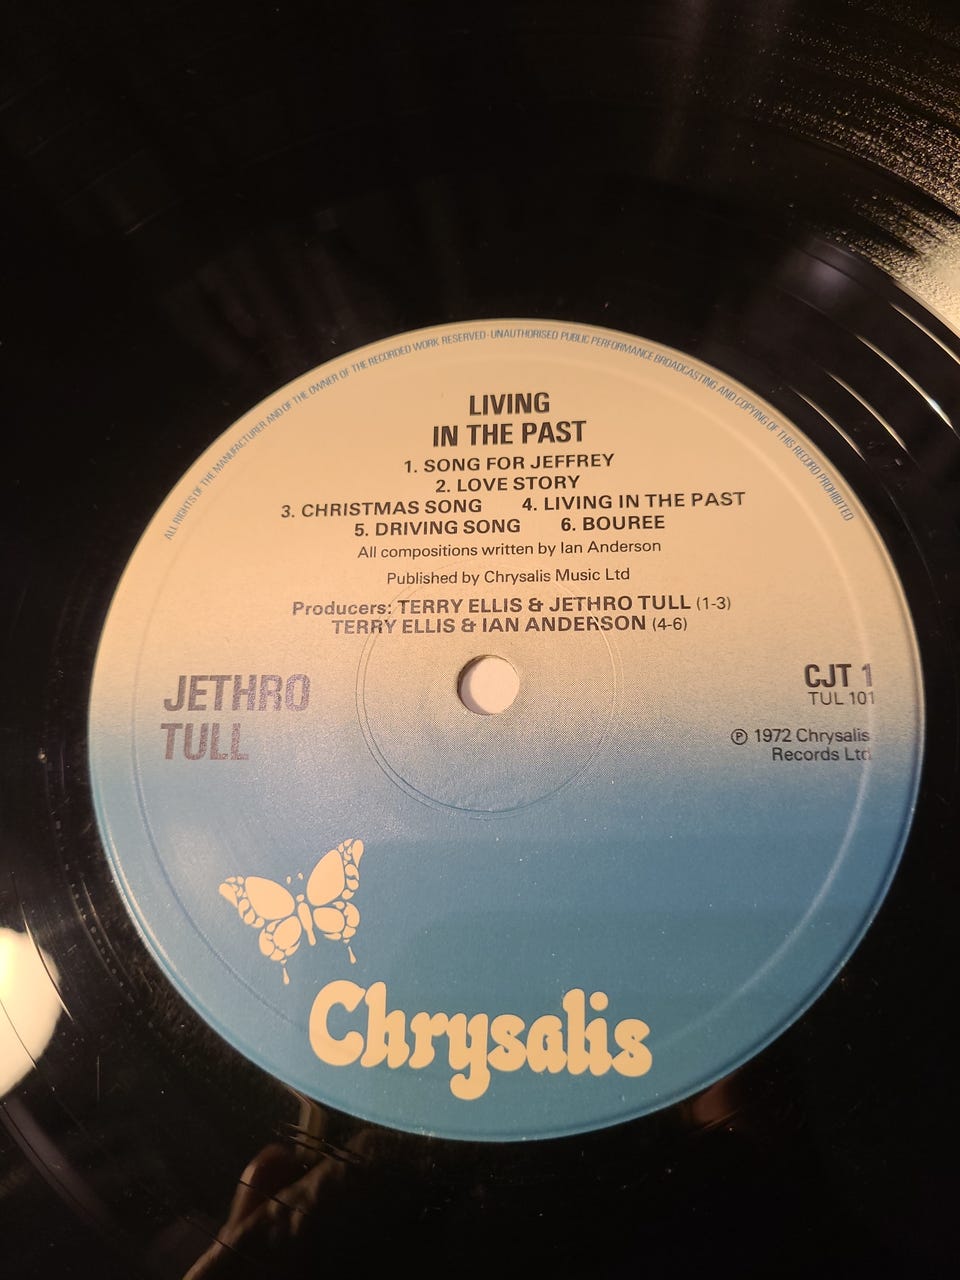 ALL RIGHTS OF THE MANUFACTURER AND OF THE OWNER OF THE RECORDED WORK RESERVED · UNAUTHORISED PUBLIC PERFORMANCE BROADCASTING AND COPYING OF THIS RECORD PROHIBITED
LIVING
IN THE PAST
1. SONG FOR JEFFREY
2. LOVE STORY
3. CHRISTMAS SONG 4. LIVING IN THE PAST
5. DRIVING SONG 6. BOUREE
All compositions written by Ian Anderson
Published by Chrysalis Music Ltd
Producers: TERRY ELLIS & JETHRO TULL (1-3)
TERRY ELLIS & IAN ANDERSON (4-6)
JETHRO
TULL
CJT 1
TUL 101
Ⓟ 1972 Chrysalis
Records Ltd
Chrysalis